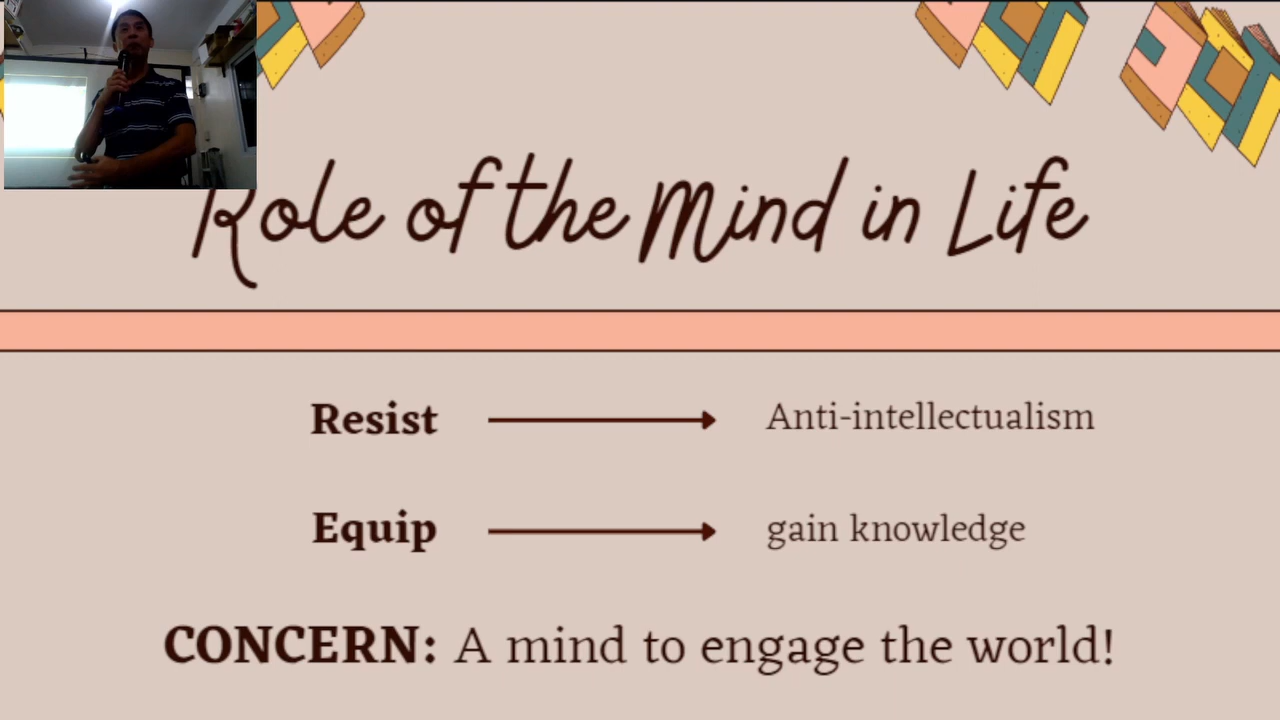 Role of the Mind in Life
Resist Anti-intellectualism
Equip gain knowledge
CONCERN: A mind to engage the world!